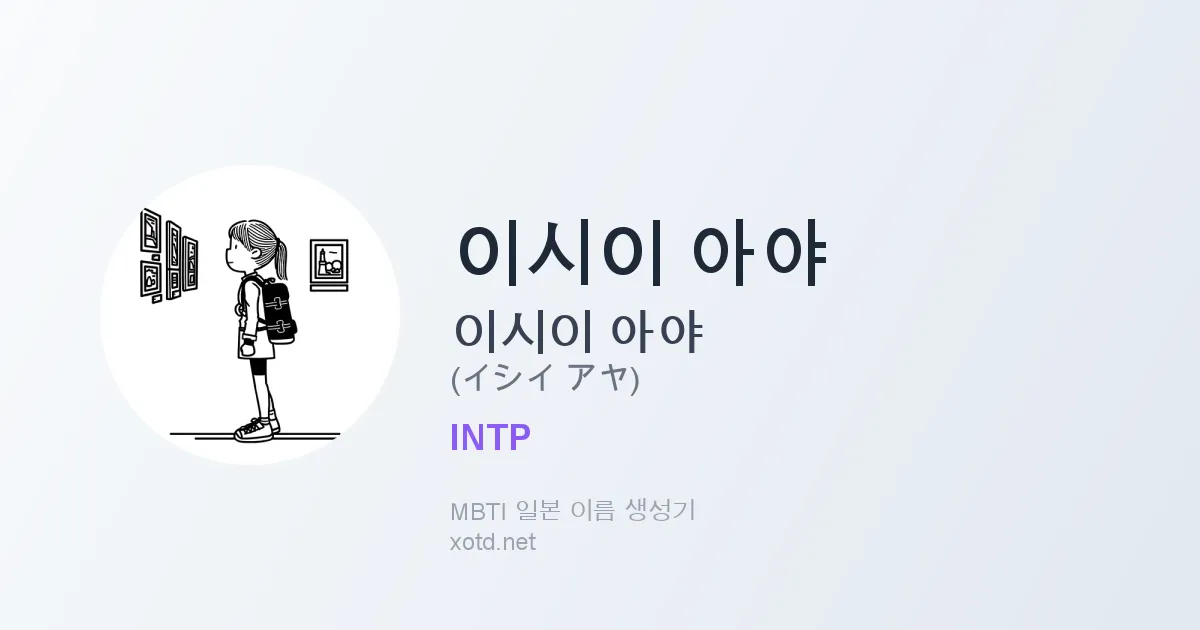 이시이 아야
이시이 아야
(イシイ アヤ)
INTP
MBTI 일본 이름 생성기
xotd.net